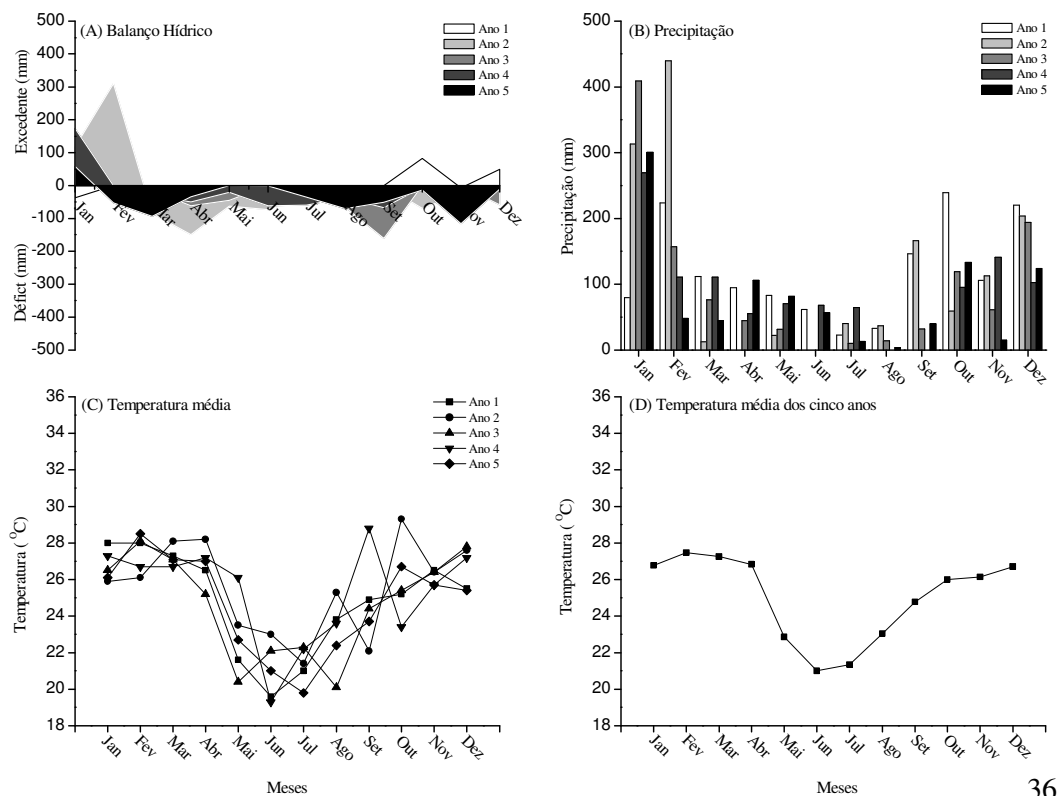 (A) Balanço Hídrico
Ano 1
Ano 2
Ano 3
Ano 4
Ano 5
Excedente (mm)
Défict (mm)
500
400
300
200
100
0
-100
-200
-300
-400
-500
Jan
Fev
Mar
Abr
Mai
Jun
Jul
Ago
Set
Out
Nov
Dez
(B) Precipitação
Ano 1
Ano 2
Ano 3
Ano 4
Ano 5
Precipitação (mm)
500
400
300
200
100
0
Jan
Fev
Mar
Abr
Mai
Jun
Jul
Ago
Set
Out
Nov
Dez
(C) Temperatura média
Ano 1
Ano 2
Ano 3
Ano 4
Ano 5
Temperatura (°C)
36
34
32
30
28
26
24
22
20
18
Jan
Fev
Mar
Abr
Mai
Jun
Jul
Ago
Set
Out
Nov
Dez
Meses
(D) Temperatura média dos cinco anos
Temperatura (°C)
36
34
32
30
28
26
24
22
20
18
Jan
Fev
Mar
Abr
Mai
Jun
Jul
Ago
Set
Out
Nov
Dez
Meses
36